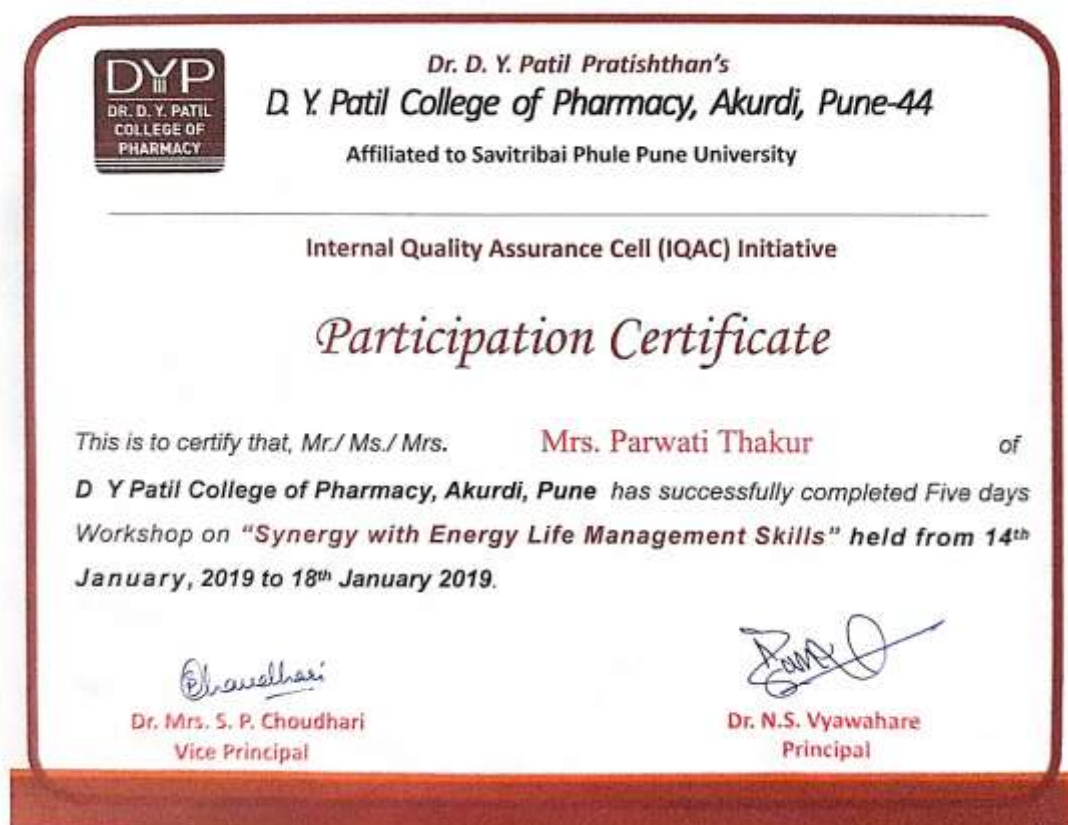 DYP
DR. D. Y. PATIL
COLLEGE OF
PHARMACY
Dr. D. Y. Patil Pratishthan's
D. Y. Patil College of Pharmacy, Akurdi, Pune-44
Affiliated to Savitribai Phule Pune University
Internal Quality Assurance Cell (IQAC) Initiative
Participation Certificate
This is to certify that, Mr./ Ms./ Mrs. Mrs. Parwati Thakur of
D Y Patil College of Pharmacy, Akurdi, Pune has successfully completed Five days
Workshop on “Synergy with Energy Life Management Skills” held from 14th
January, 2019 to 18th January 2019.
Dr. Mrs. S. P. Choudhari
Vice Principal
Dr. N.S. Vyawahare
Principal